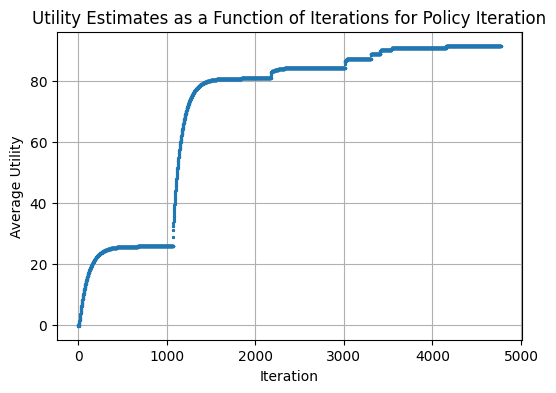 Utility Estimates as a Function of Iterations for Policy Iteration
80
60
40
20
0
Average Utility
0 1000 2000 3000 4000 5000
Iteration